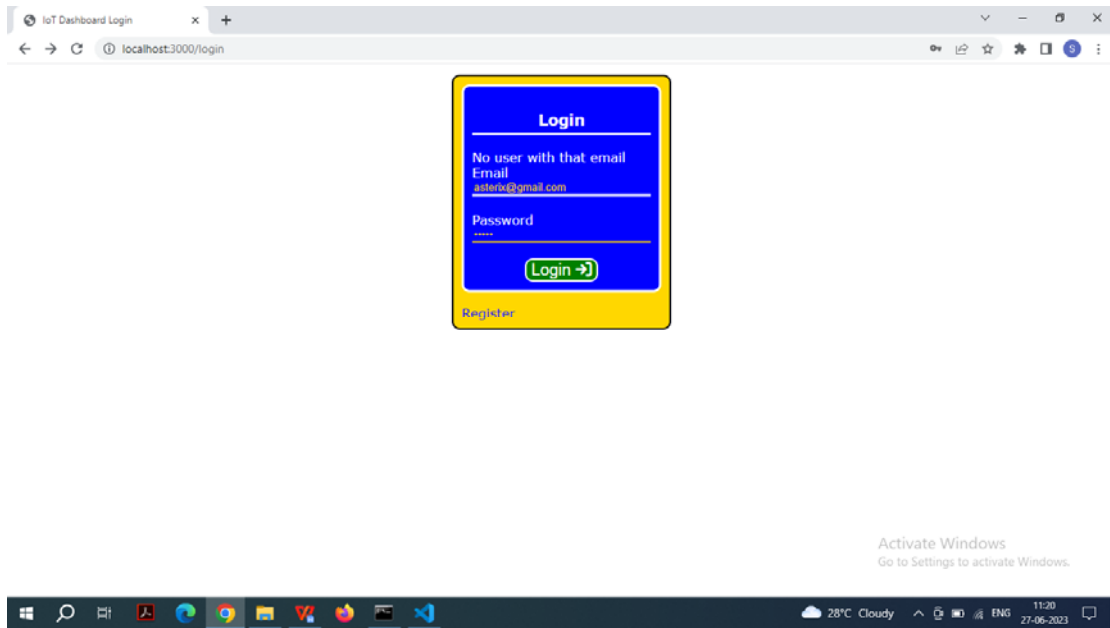 IoT Dashboard Login
localhost:3000/login
S
Login
No user with that email
Email
asterix@gmail.com
Password
•••••
Login
Register
Activate Windows
Go to Settings to activate Windows.
28°C Cloudy
ENG
11:20
27-06-2023